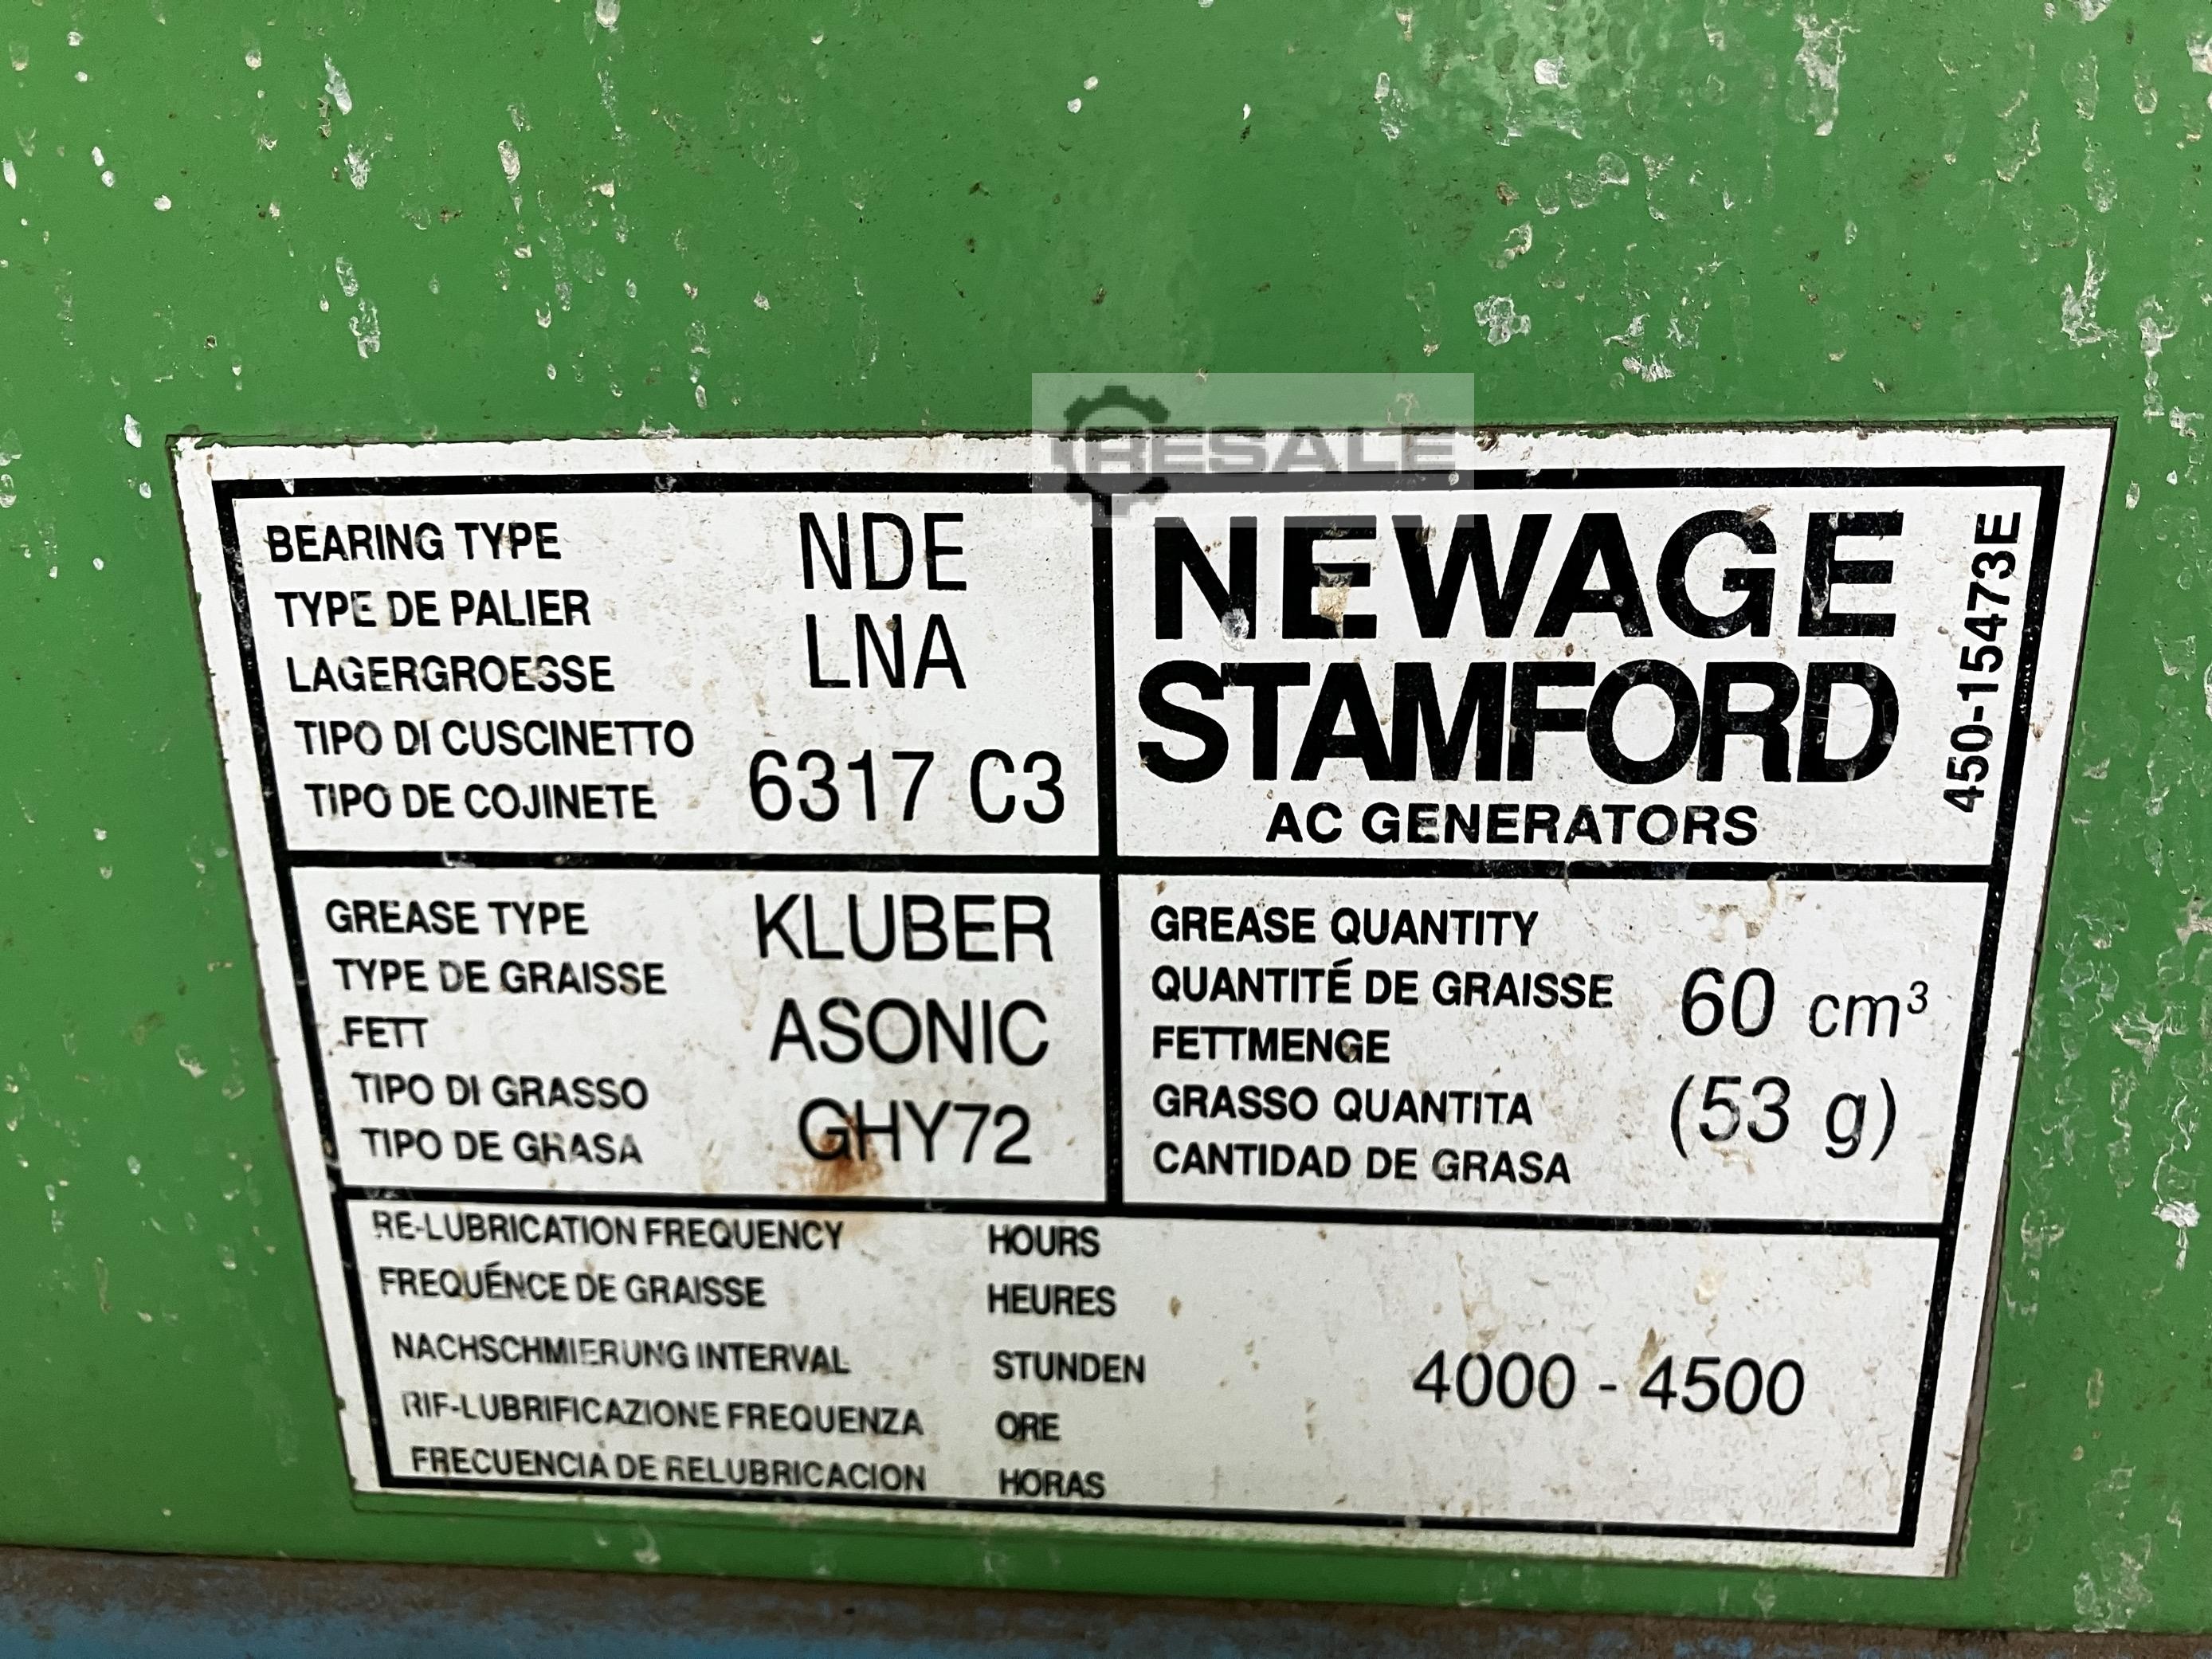 RESALE
BEARING TYPE
TYPE DE PALIER
LAGERGROESSE
TIPO DI CUSCINETTO
TIPO DE COJINETE
NDE
LNA
6317 C3
NEWAGE
STAMFORD
AC GENERATORS
450-15473E
GREASE TYPE
TYPE DE GRAISSE
FETT
TIPO DI GRASSO
TIPO DE GRASA
KLUBER
ASONIC
GHY72
GREASE QUANTITY
QUANTITÉ DE GRAISSE
FETTMENGE
GRASSO QUANTITA
CANTIDAD DE GRASA
60 cm³
(53 g)
RE-LUBRICATION FREQUENCY HOURS
FREQUÉNCE DE GRAISSE HEURES
NACHSCHMIERUNG INTERVAL STUNDEN
RIF-LUBRIFICAZIONE FREQUENZA ORE
FRECUENCIA DE RELUBRICACION HORAS
4000 - 4500